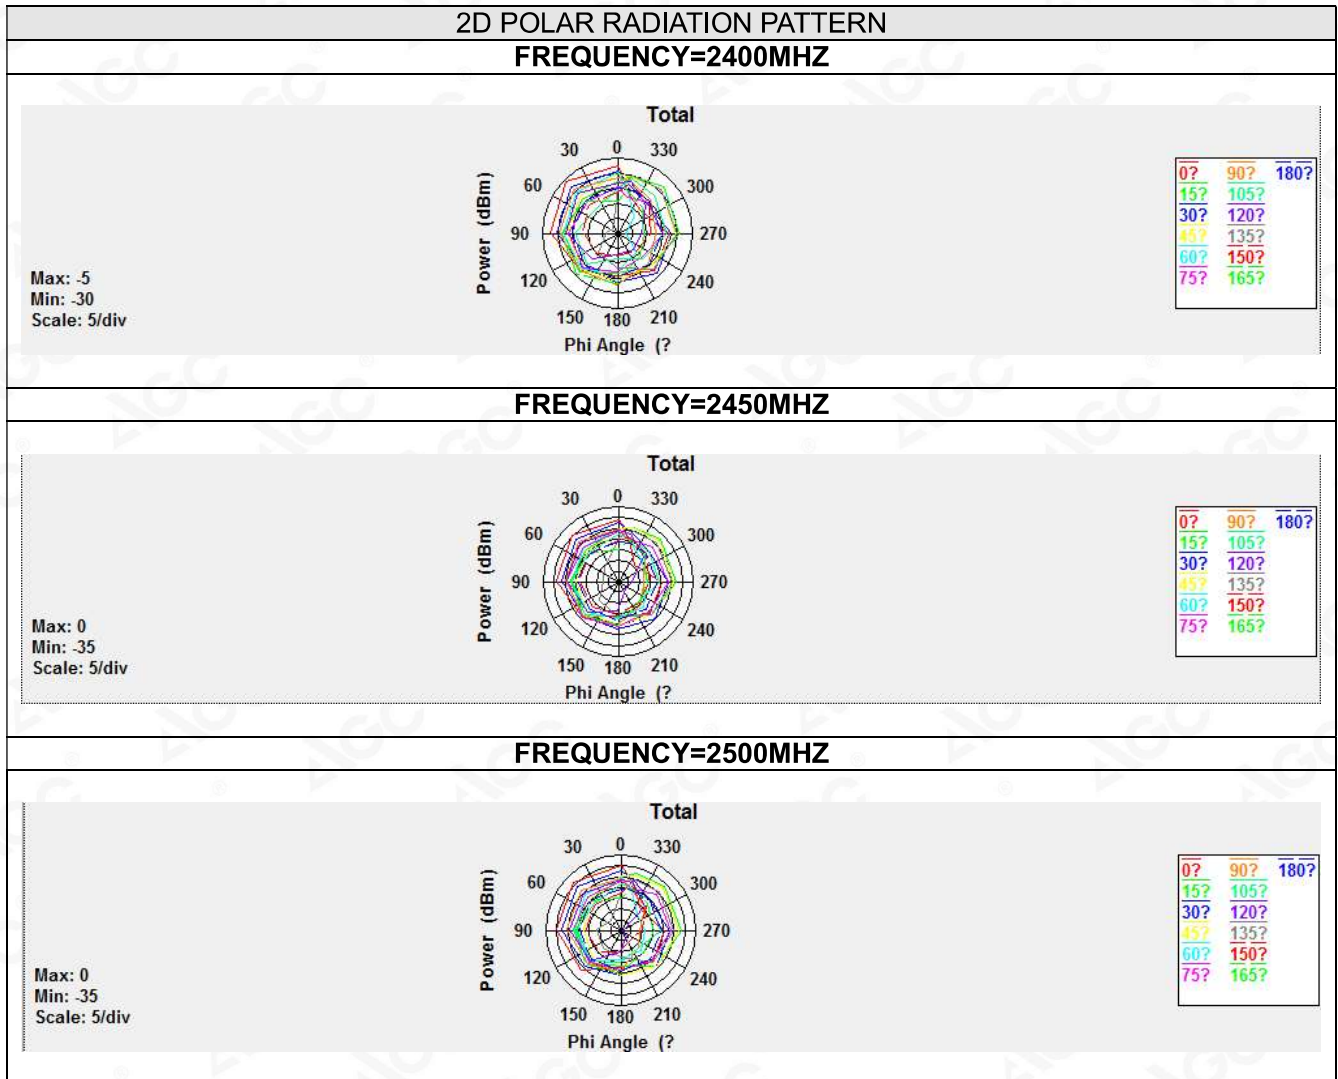 2D POLAR RADIATION PATTERN
FREQUENCY=2400MHZ
Total
30 0 330
60 300
90 270
120 240
150 180 210
Power (dBm)
Phi Angle (?
Max: -5
Min: -30
Scale: 5/div
0? 90? 180?
15? 105?
30? 120?
45? 135?
60? 150?
75? 165?
FREQUENCY=2450MHZ
Total
30 0 330
60 300
90 270
120 240
150 180 210
Power (dBm)
Phi Angle (?
Max: 0
Min: -35
Scale: 5/div
0? 90? 180?
15? 105?
30? 120?
45? 135?
60? 150?
75? 165?
FREQUENCY=2500MHZ
Total
30 0 330
60 300
90 270
120 240
150 180 210
Power (dBm)
Phi Angle (?
Max: 0
Min: -35
Scale: 5/div
0? 90? 180?
15? 105?
30? 120?
45? 135?
60? 150?
75? 165?